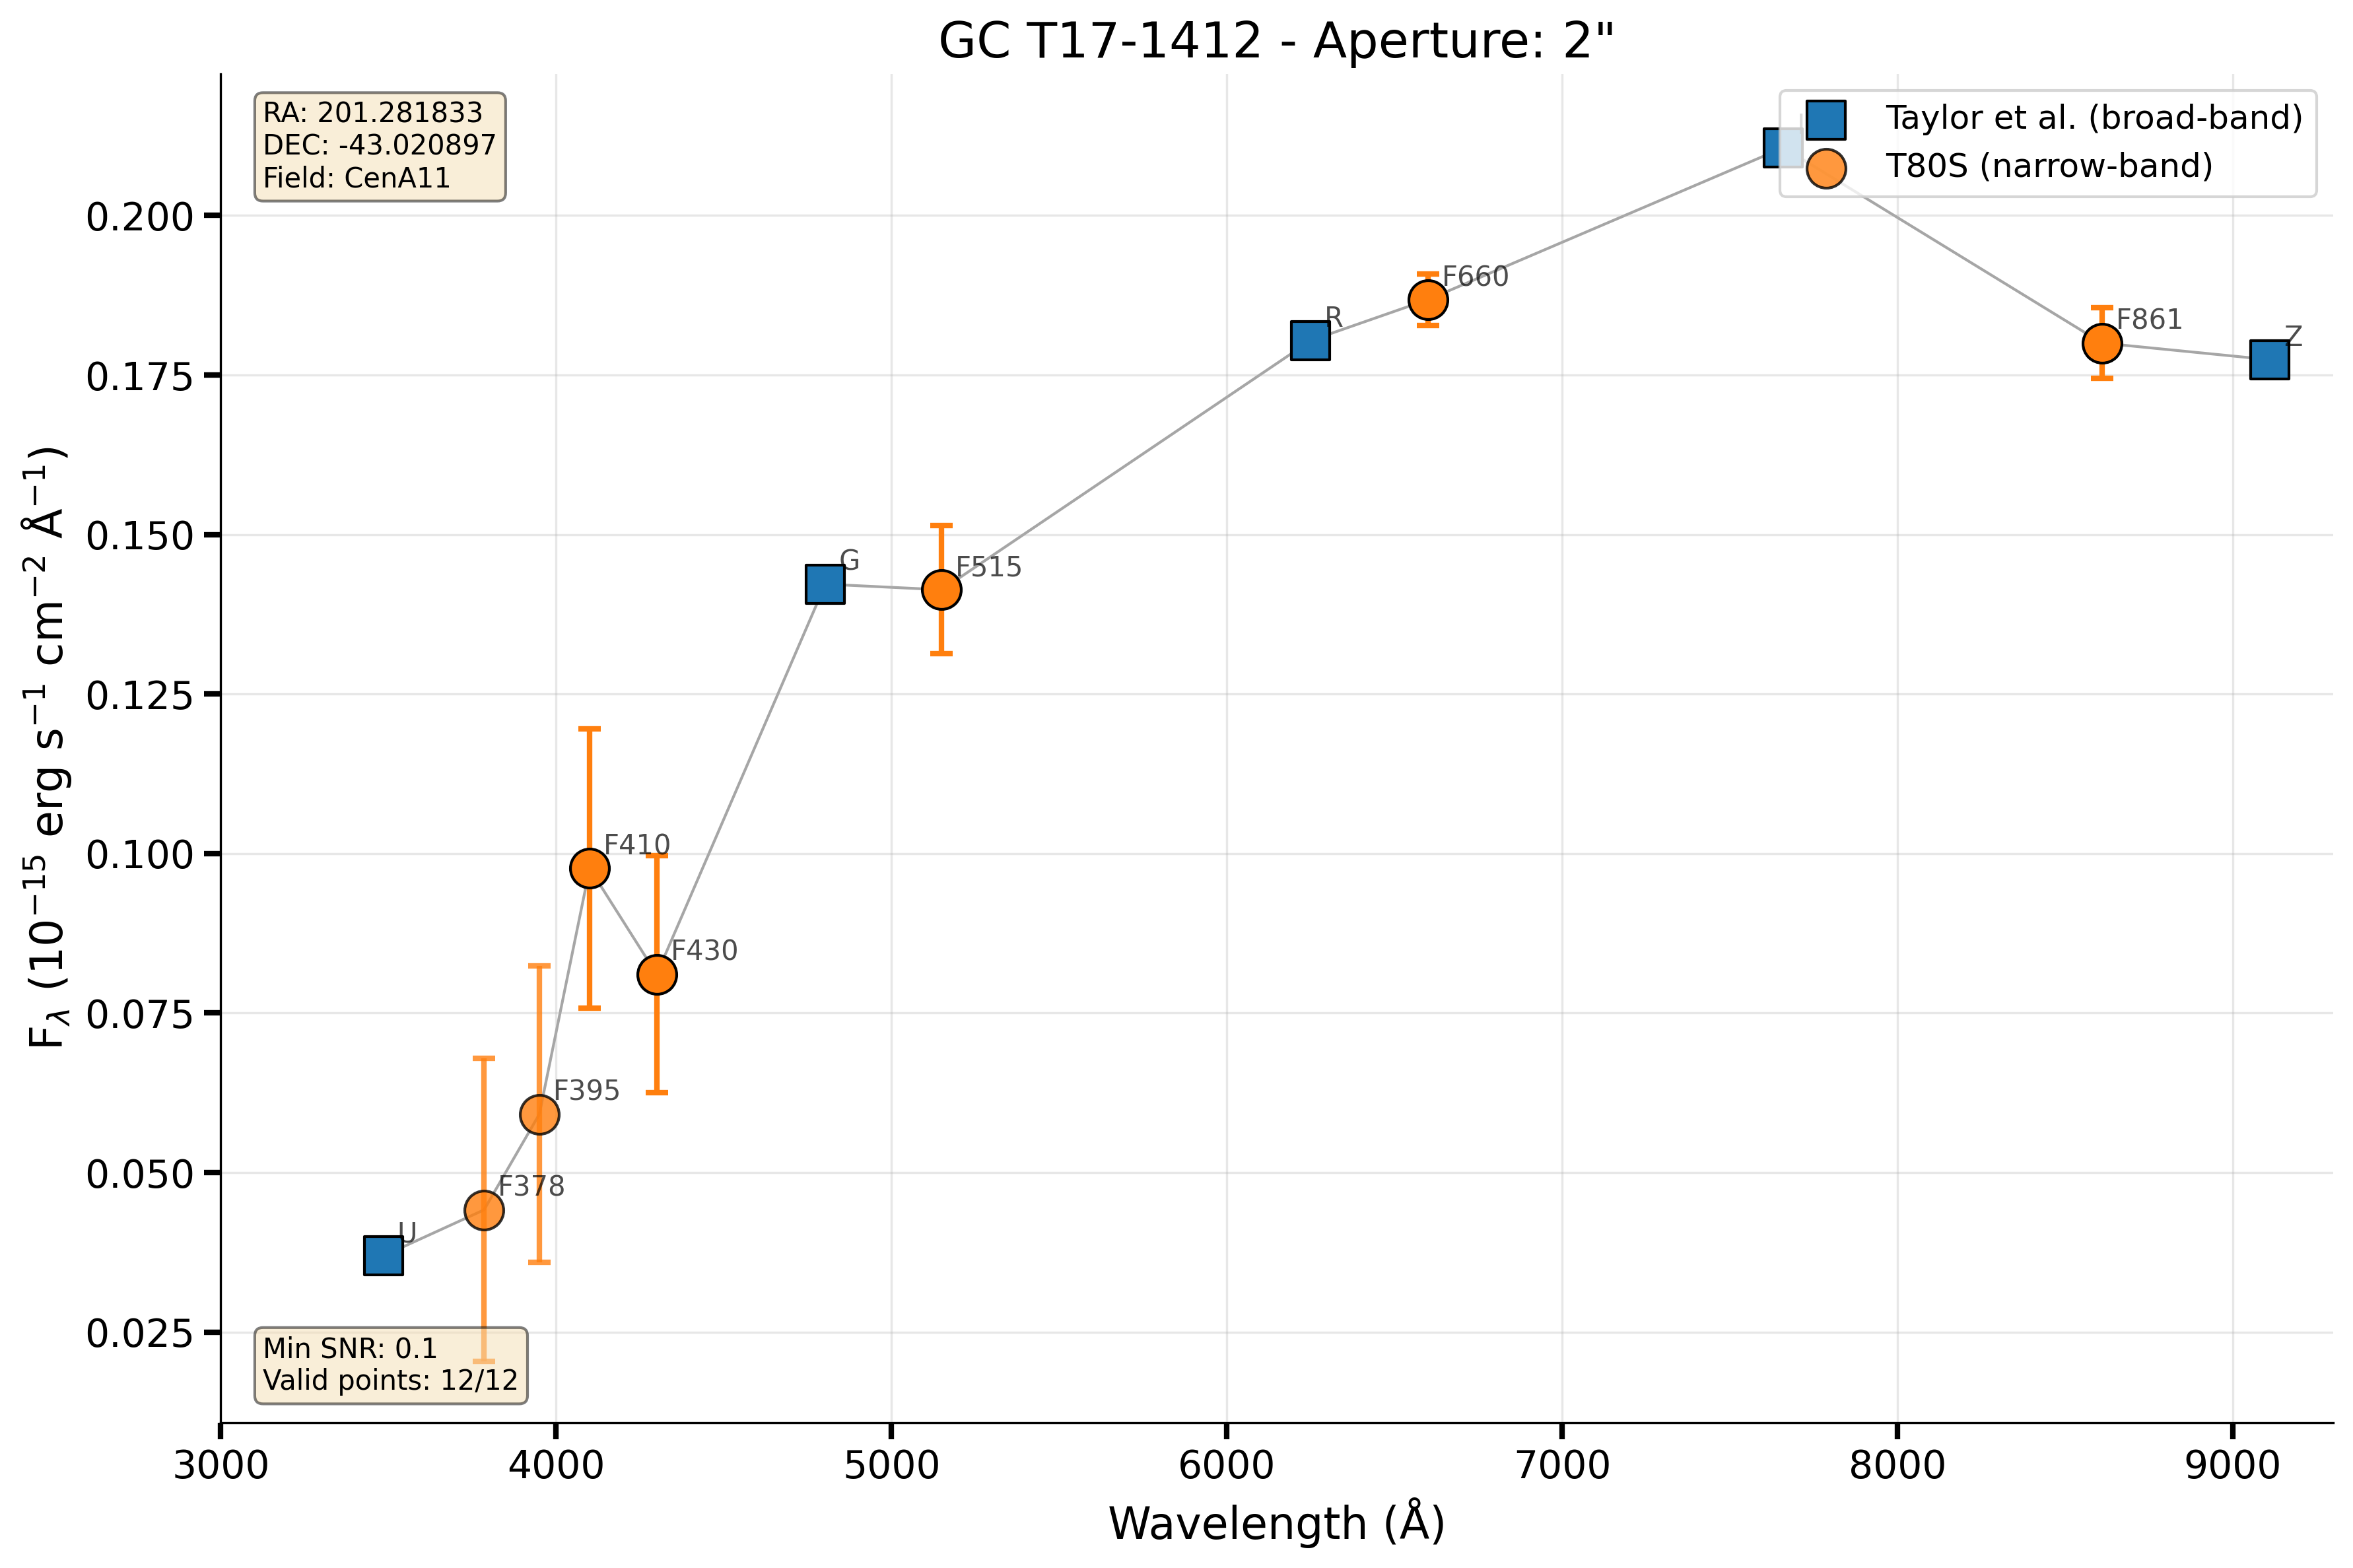 GC T17-1412 - Aperture: 2"
RA: 201.281833
DEC: -43.020897
Field: CenA11
Taylor et al. (broad-band)
T80S (narrow-band)
F660
R
F861
Z
G
F515
F410
F430
F395
F378
U
Min SNR: 0.1
Valid points: 12/12
0.200
0.175
0.150
0.125
0.100
0.075
0.050
0.025
F_λ (10^−15 erg s^−1 cm^−2 Å^−1)
3000 4000 5000 6000 7000 8000 9000
Wavelength (Å)